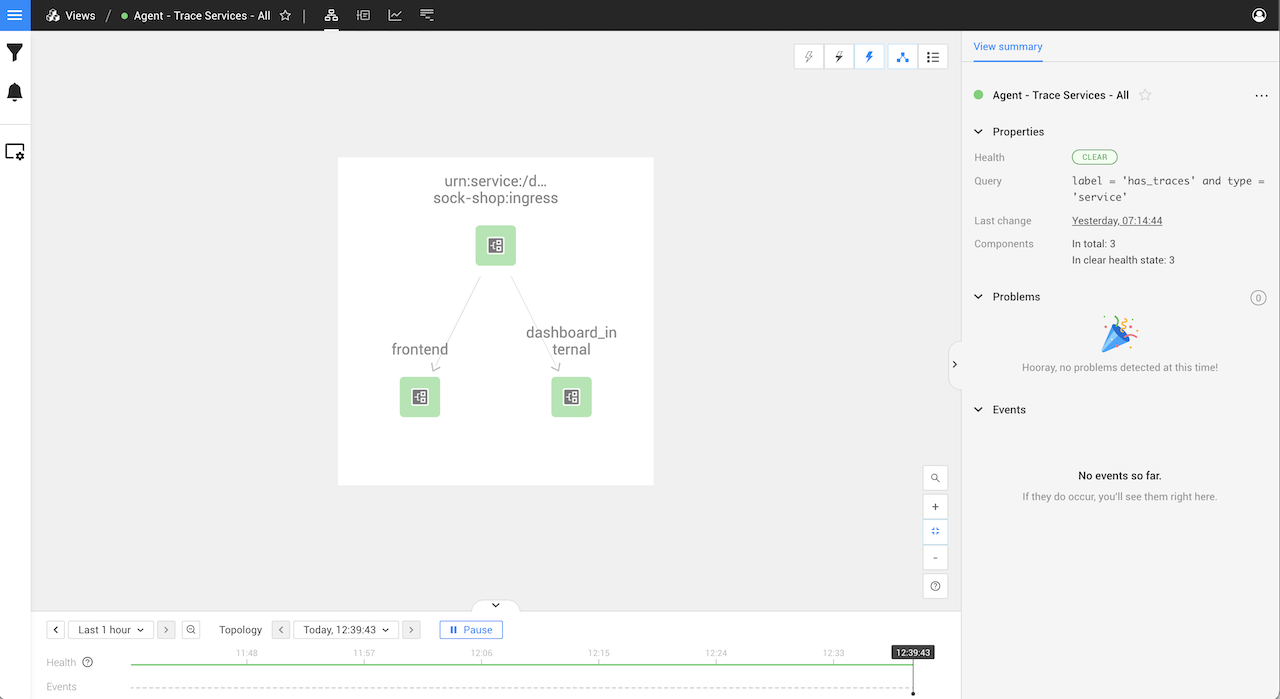 Views / Agent - Trace Services - All
urn:service:/d...
sock-shop:ingress
frontend
dashboard_in
ternal
+
-
View summary
Agent - Trace Services - All
Properties
Health CLEAR
Query label = 'has_traces' and type =
'service'
Last change Yesterday, 07:14:44
Components In total: 3
In clear health state: 3
Problems 0
Hooray, no problems detected at this time!
Events
No events so far.
If they do occur, you'll see them right here.
Last 1 hour Topology Today, 12:39:43 Pause
11:48 11:57 12:06 12:15 12:24 12:33 12:39:43
Health ?
Events